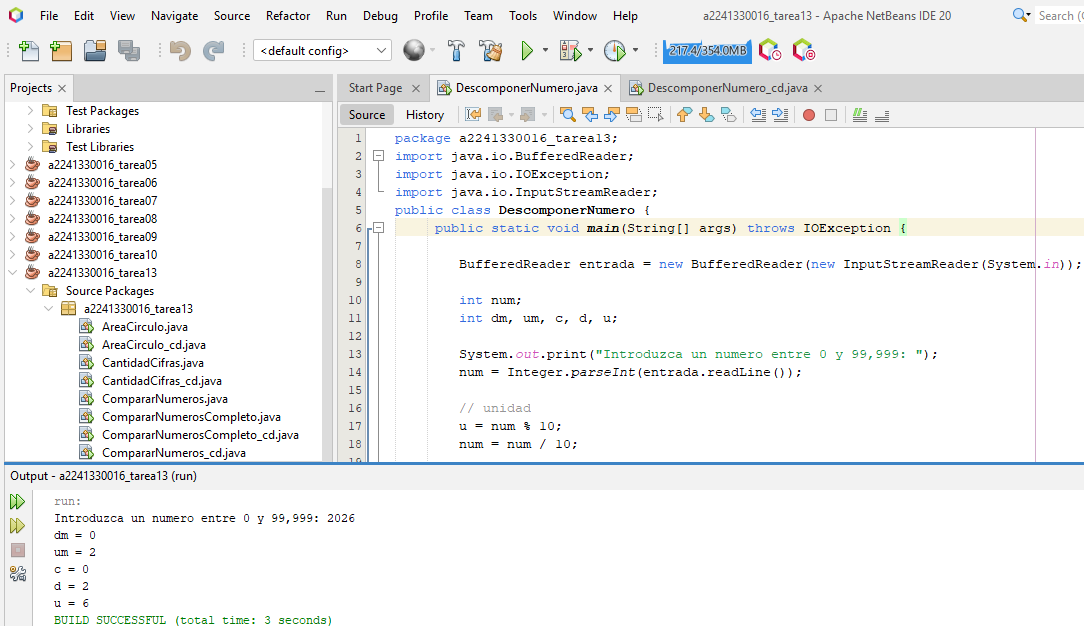 File Edit View Navigate Source Refactor Run Debug Profile Team Tools Window Help a2241330016_tarea13 - Apache NetBeans IDE 20 Search (
<default config> 217.4/354.0MB
Projects
Test Packages
Libraries
Test Libraries
a2241330016_tarea05
a2241330016_tarea06
a2241330016_tarea07
a2241330016_tarea08
a2241330016_tarea09
a2241330016_tarea10
a2241330016_tarea13
Source Packages
a2241330016_tarea13
AreaCirculo.java
AreaCirculo_cd.java
CantidadCifras.java
CantidadCifras_cd.java
CompararNumeros.java
CompararNumerosCompleto.java
CompararNumerosCompleto_cd.java
CompararNumeros_cd.java
Start Page DescomponerNumero.java DescomponerNumero_cd.java
Source History
1 package a2241330016_tarea13;
2 import java.io.BufferedReader;
3 import java.io.IOException;
4 import java.io.InputStreamReader;
5 public class DescomponerNumero {
6 public static void main(String[] args) throws IOException {
7
8 BufferedReader entrada = new BufferedReader(new InputStreamReader(System.in));
9
10 int num;
11 int dm, um, c, d, u;
12
13 System.out.print("Introduzca un numero entre 0 y 99,999: ");
14 num = Integer.parseInt(entrada.readLine());
15
16 // unidad
17 u = num % 10;
18 num = num / 10;
19
Output - a2241330016_tarea13 (run)
run:
Introduzca un numero entre 0 y 99,999: 2026
dm = 0
um = 2
c = 0
d = 2
u = 6
BUILD SUCCESSFUL (total time: 3 seconds)